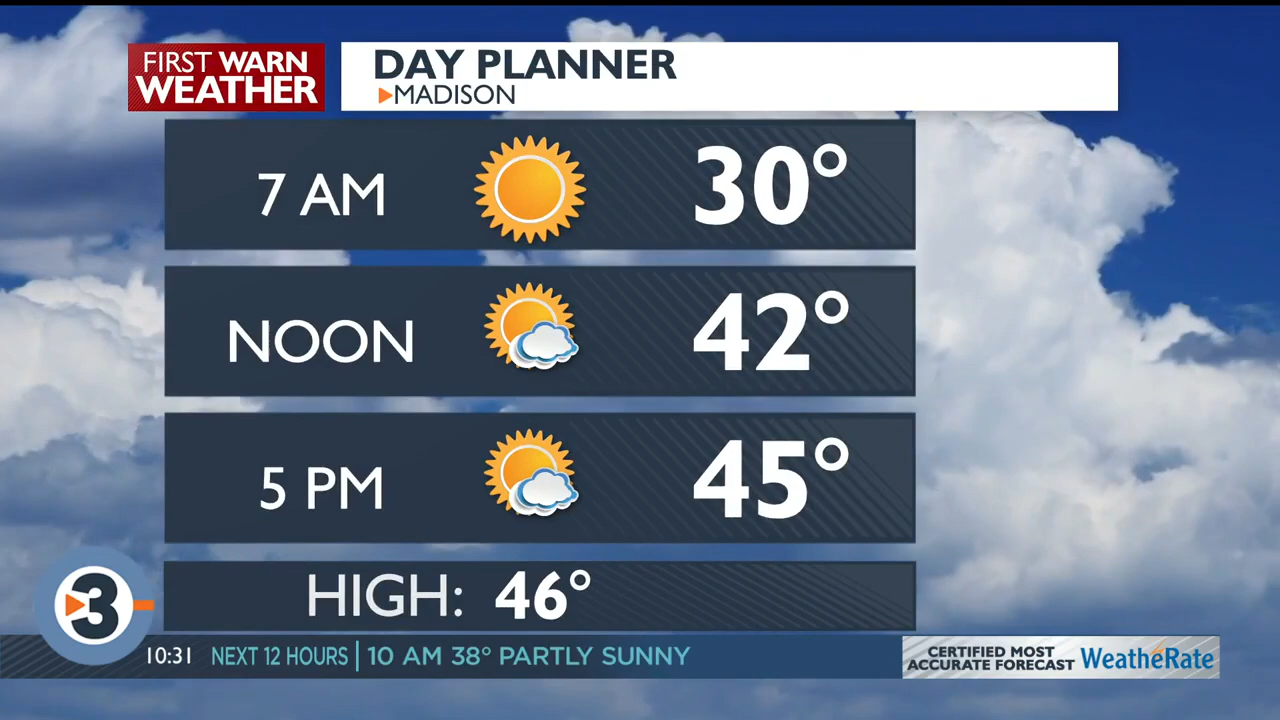 FIRST WARN
WEATHER
DAY PLANNER
MADISON
7 AM 30°
NOON 42°
5 PM 45°
HIGH: 46°
3
10:31 NEXT 12 HOURS | 10 AM 38° PARTLY SUNNY
CERTIFIED MOST
ACCURATE FORECAST WeatheRate